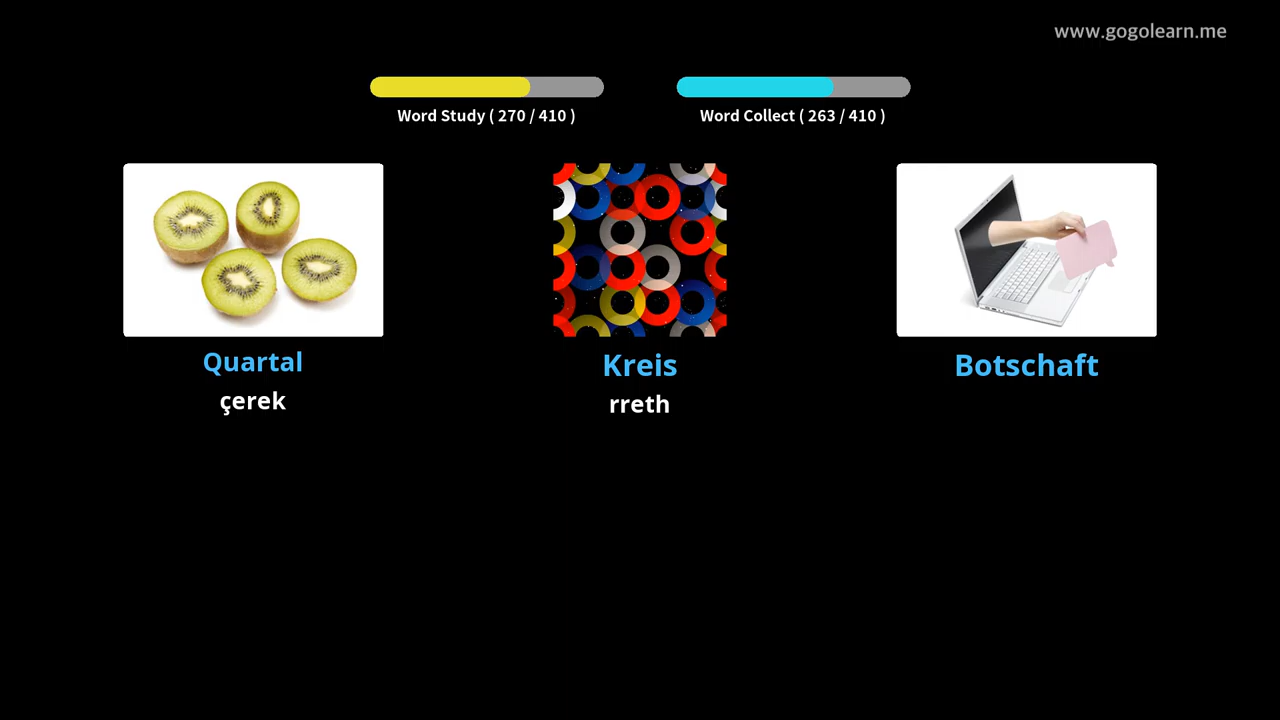 www.gogolearn.me
Word Study ( 270 / 410 )
Word Collect ( 263 / 410 )
Quartal
Kreis
Botschaft
çerek
rreth